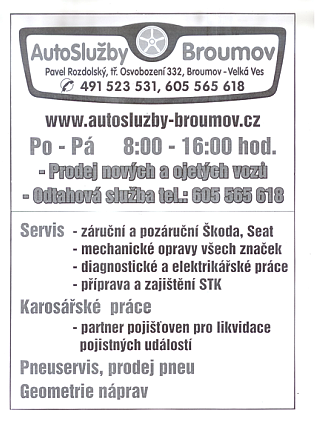 AutoSlužby Broumov
Pavel Rozdolský, tř. Osvobození 332, Broumov - Velká Ves
491 523 531, 605 565 618
www.autosluzby-broumov.cz
Po - Pá 8:00 - 16:00 hod.
- Prodej nových a ojetých vozů
- Odtahová služba tel.: 605 565 618
Servis - záruční a pozáruční Škoda, Seat
- mechanické opravy všech značek
- diagnostické a elektrikářské práce
- příprava a zajištění STK
Karosářské práce
- partner pojišťoven pro likvidace
pojistných událostí
Pneuservis, prodej pneu
Geometrie náprav